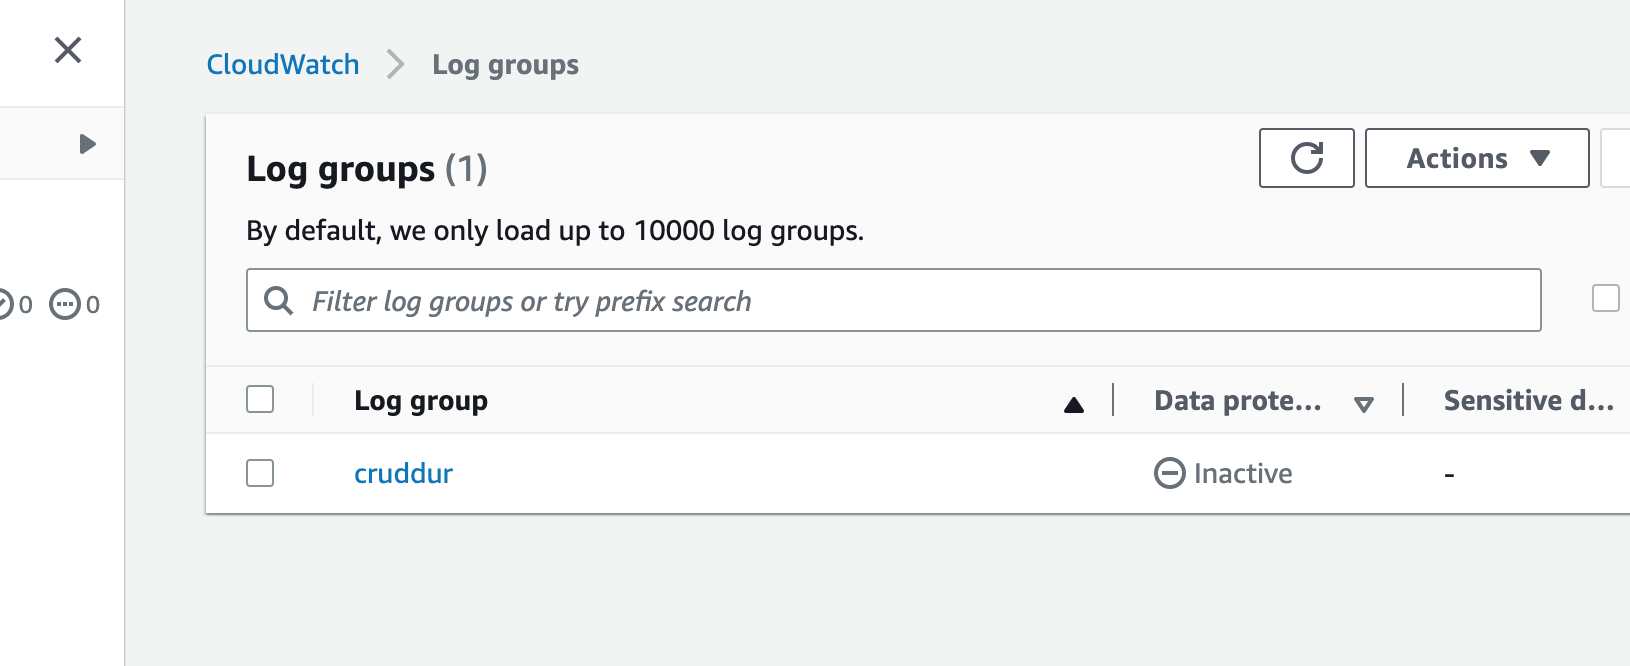 CloudWatch > Log groups
Log groups (1)
Actions
By default, we only load up to 10000 log groups.
Filter log groups or try prefix search
0 0
Log group Data prote... Sensitive d...
cruddur Inactive -